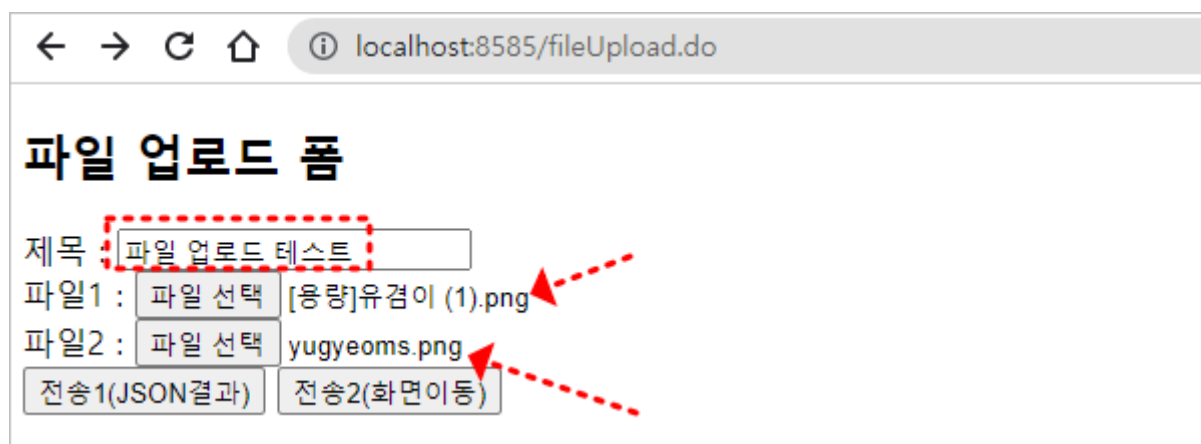 localhost:8585/fileUpload.do
파일 업로드 폼
제목 : 파일 업로드 테스트
파일1 : 파일 선택 [용량]유겸이 (1).png
파일2 : 파일 선택 yugyeoms.png
전송1(JSON결과) 전송2(화면이동)